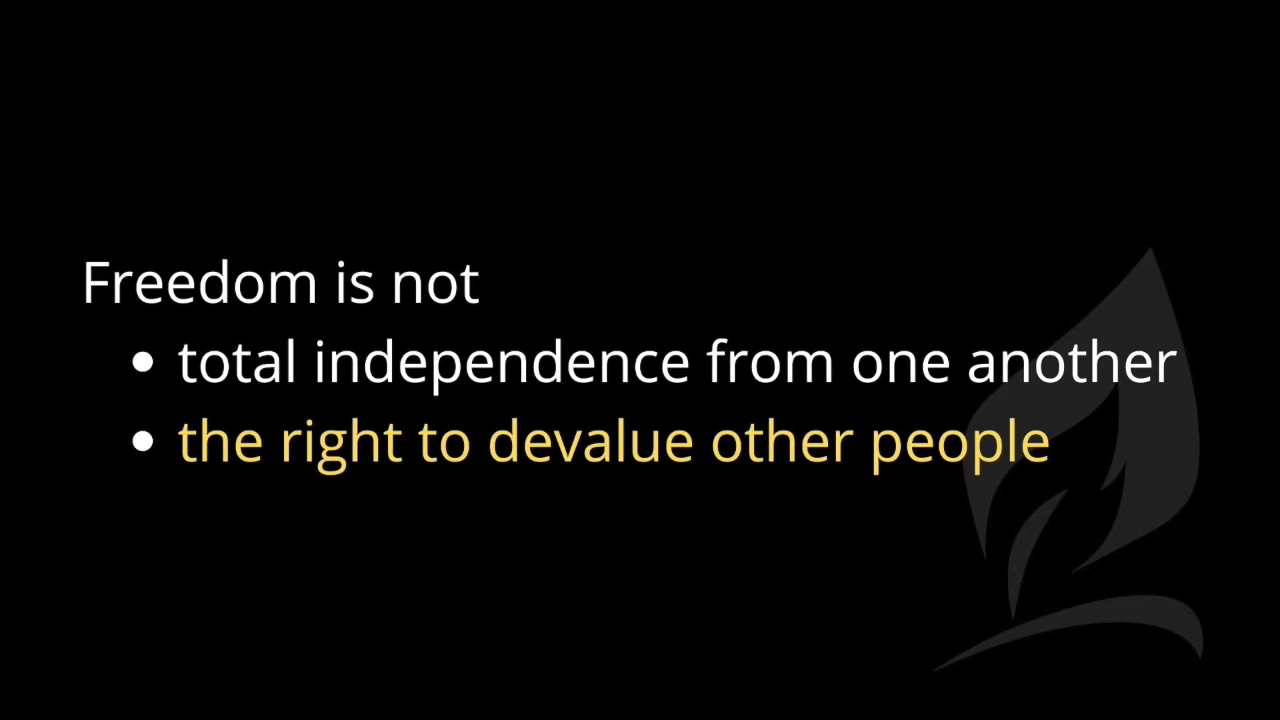 Freedom is not
• total independence from one another
• the right to devalue other people